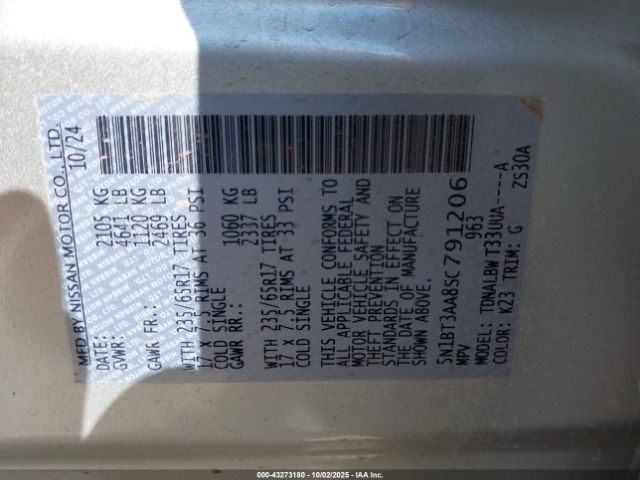 MFD BY NISSAN MOTOR CO., LTD.
DATE: 10/24
GVWR: 2105 KG
4641 LB
GAWR FR.: 1120 KG
2469 LB
WITH 235/65R17 TIRES
17 x 7.5 RIMS AT 36 PSI
COLD SINGLE
GAWR RR.: 1060 KG
2337 LB
WITH 235/65R17 TIRES
17 x 7.5 RIMS AT 33 PSI
COLD SINGLE
THIS VEHICLE CONFORMS TO
ALL APPLICABLE FEDERAL
MOTOR VEHICLE SAFETY AND
THEFT PREVENTION
STANDARDS IN EFFECT ON
THE DATE OF MANUFACTURE
SHOWN ABOVE.
5N1BT3AA8SC791206
MPV 963
MODEL: TDNALBW T33UUA-----A
COLOR: K23 TRIM: G ZS30A
000-43273180 - 10/02/2025 - IAA Inc.